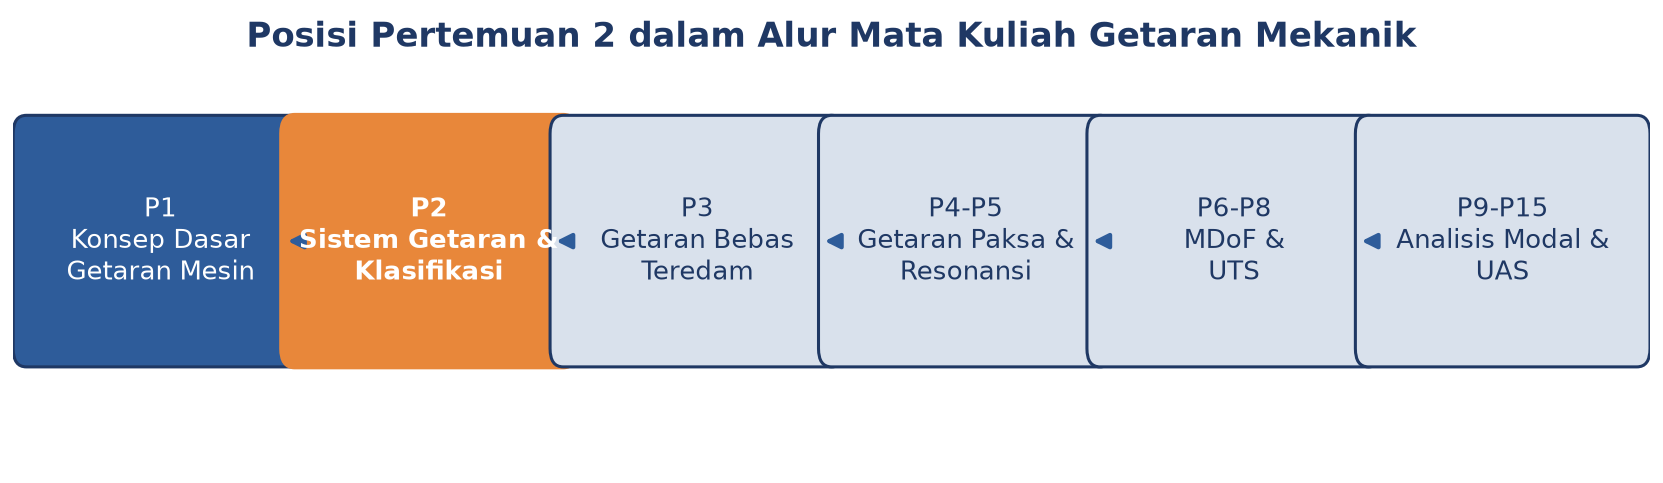 Posisi Pertemuan 2 dalam Alur Mata Kuliah Getaran Mekanik
P1
Konsep Dasar
Getaran Mesin
P2
Sistem Getaran &
Klasifikasi
P3
Getaran Bebas
Teredam
P4-P5
Getaran Paksa &
Resonansi
P6-P8
MDoF &
UTS
P9-P15
Analisis Modal &
UAS